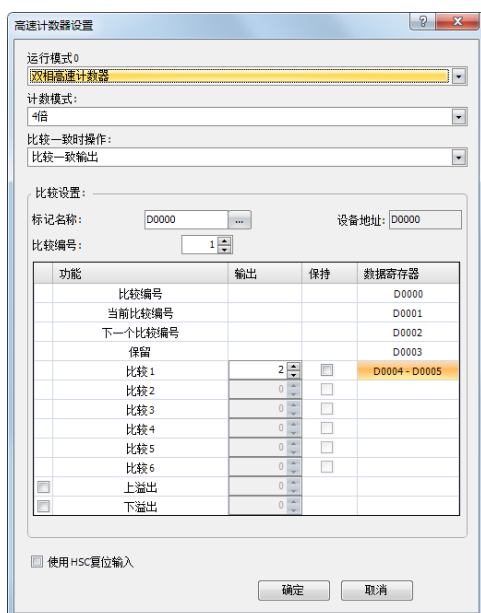 高速计数器设置
运行模式0
双相高速计数器
计数模式:
4倍
比较一致时操作:
比较一致输出
比较设置:
标记名称: D0000 ... 设备地址: D0000
比较编号: 1
功能 输出 保持 数据寄存器
比较编号 D0000
当前比较编号 D0001
下一个比较编号 D0002
保留 D0003
比较1 2 D0004 - D0005
比较2 0
比较3 0
比较4 0
比较5 0
比较6 0
上溢出 0
下溢出 0
使用HSC复位输入
确定 取消